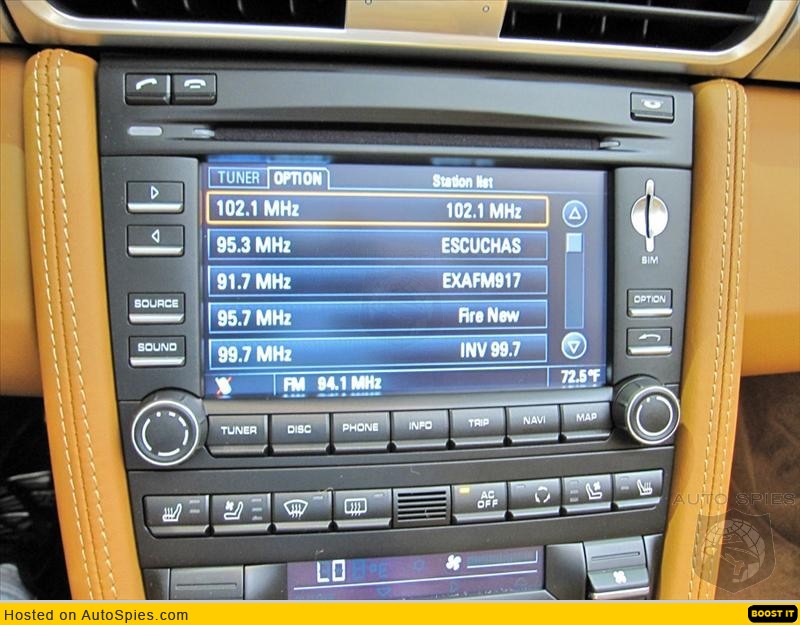 TUNER OPTION Station list
102.1 MHz 102.1 MHz
95.3 MHz ESCUCHAS
91.7 MHz EXAFM917
95.7 MHz Fire New
99.7 MHz INV 99.7
FM 94.1 MHz 72.5°F
SOURCE
SOUND
SIM
OPTION
TUNER DISC PHONE INFO TRIP NAVI MAP
AC
OFF
LO
AUTO SPIES
Hosted on AutoSpies.com
BOOST IT